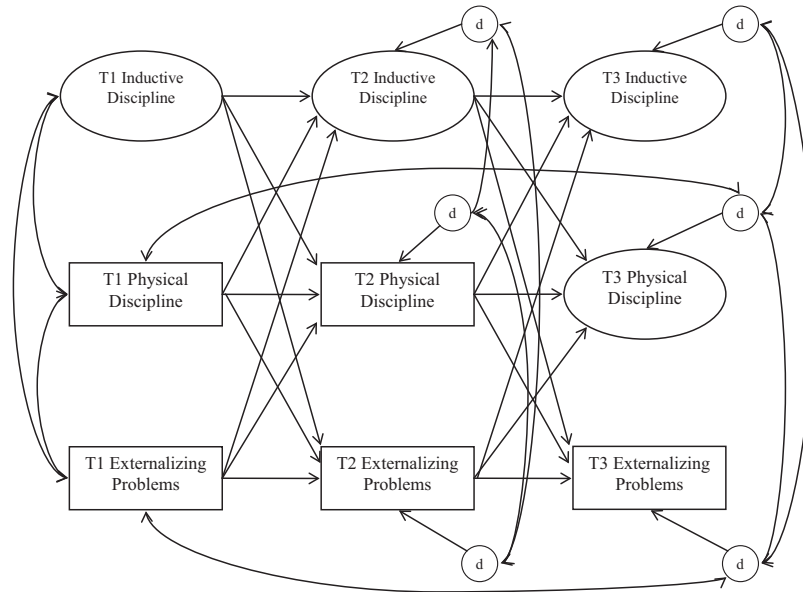 d
d
T1 Inductive
Discipline
T2 Inductive
Discipline
T3 Inductive
Discipline
d
d
T1 Physical
Discipline
T2 Physical
Discipline
T3 Physical
Discipline
T1 Externalizing
Problems
T2 Externalizing
Problems
T3 Externalizing
Problems
d
d